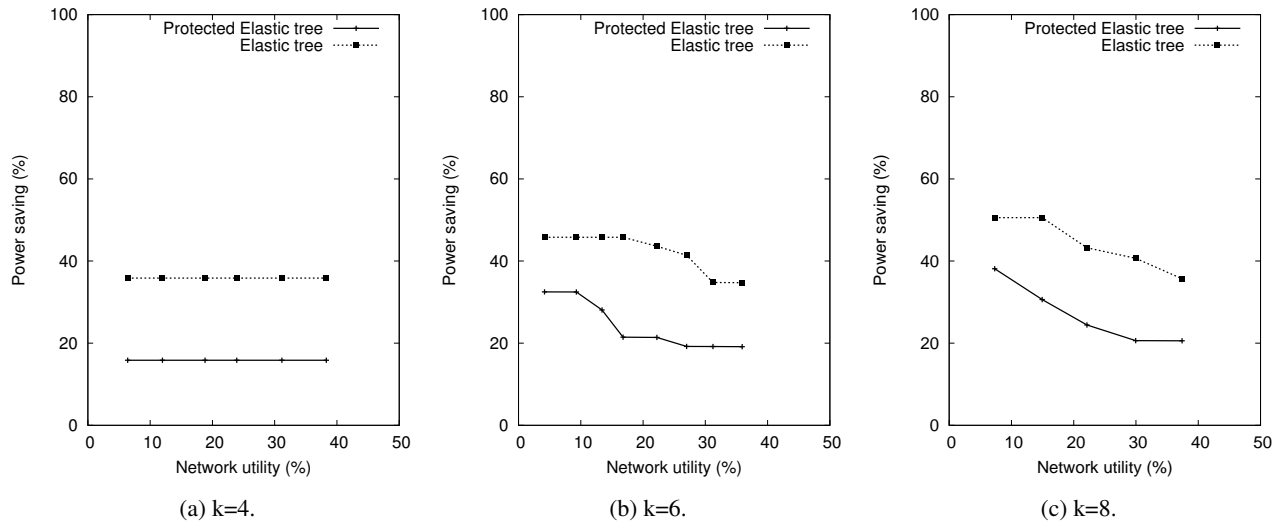 100
80
60
40
20
0
Power saving (%)
Protected Elastic tree
Elastic tree
0 10 20 30 40 50
Network utility (%)
(a) k=4.
100
80
60
40
20
0
Power saving (%)
Protected Elastic tree
Elastic tree
0 10 20 30 40 50
Network utility (%)
(b) k=6.
100
80
60
40
20
0
Power saving (%)
Protected Elastic tree
Elastic tree
0 10 20 30 40 50
Network utility (%)
(c) k=8.